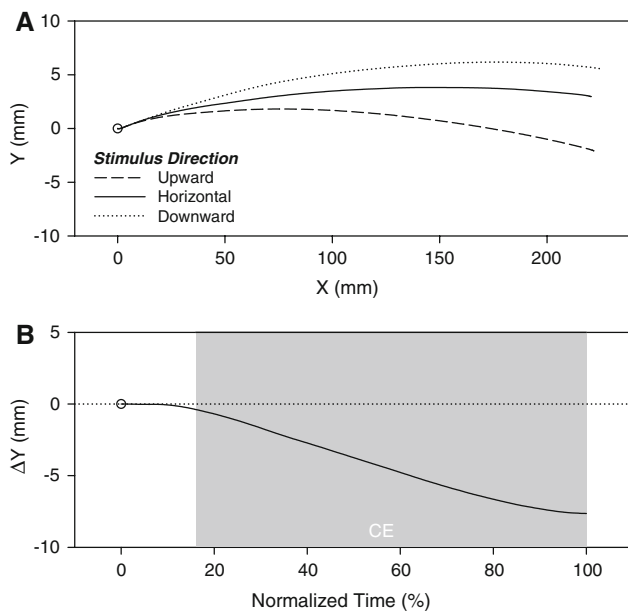 A
10
5
0
-5
-10
Y (mm)
Stimulus Direction
Upward
Horizontal
Downward
0
50
100
150
200
X (mm)
B
5
0
-5
-10
ΔY (mm)
CE
0
20
40
60
80
100
Normalized Time (%)